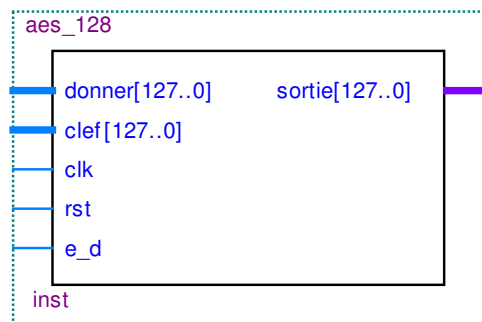 aes_128
donner[127..0] sortie[127..0]
clef[127..0]
clk
rst
e_d
inst